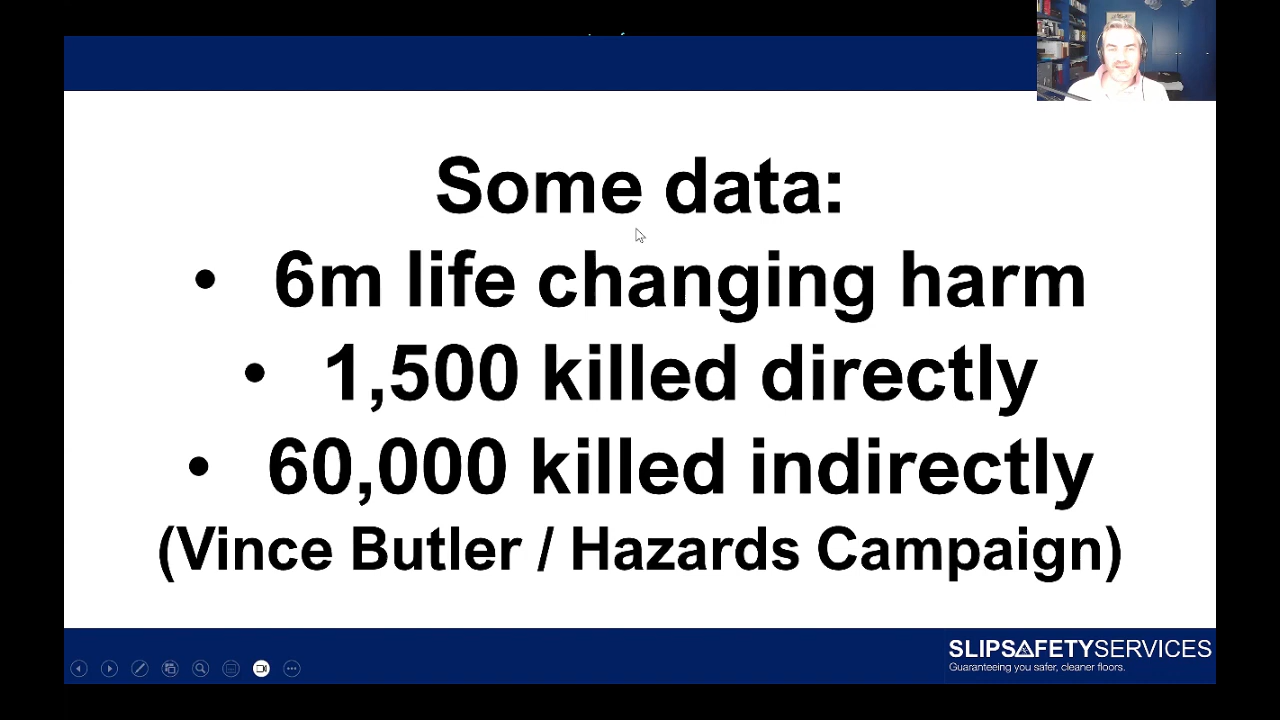 Some data:
• 6m life changing harm
• 1,500 killed directly
• 60,000 killed indirectly
(Vince Butler / Hazards Campaign)
SLIPSAFETYSERVICES
Guaranteeing you safer, cleaner floors.